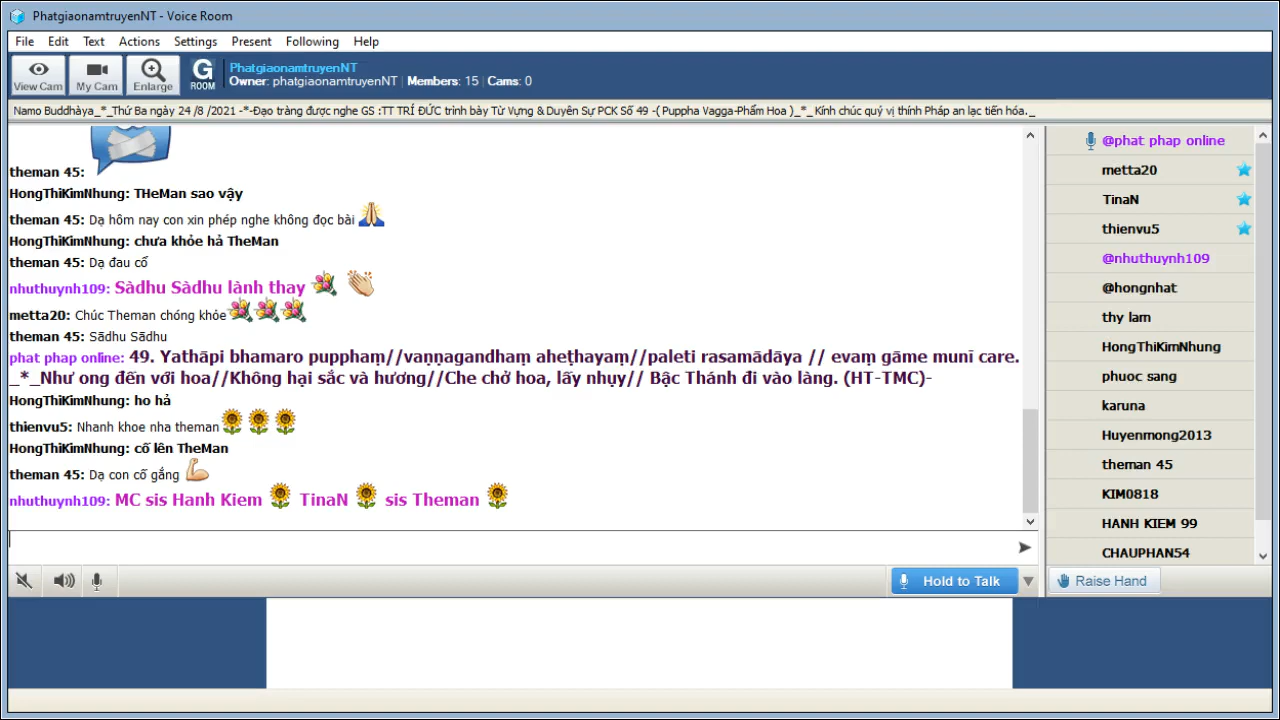 PhatgiaonamtruyenNT - Voice Room
File Edit Text Actions Settings Present Following Help
View Cam My Cam Enlarge G ROOM
PhatgiaonamtruyenNT
Owner: phatgiaonamtruyenNT | Members: 15 | Cams: 0
Namo Buddhàya_*_Thứ Ba ngày 24 /8 /2021 -*-Đạo tràng được nghe GS :TT TRÍ ĐỨC trình bày Từ Vựng & Duyên Sự PCK Số 49 -( Puppha Vagga-Phẩm Hoa )_*_Kính chúc quý vị thính Pháp an lạc tiến hóa._
theman 45:
HongThiKimNhung: THeMan sao vậy
theman 45: Dạ hôm nay con xin phép nghe không đọc bài
HongThiKimNhung: chưa khỏe hả TheMan
theman 45: Dạ đau cổ
nhuthuynh109: Sàdhu Sàdhu lành thay
metta20: Chúc Theman chóng khỏe
theman 45: Sādhu Sādhu
phat phap online: 49. Yathāpi bhamaro pupphaṃ//vaṇṇagandhaṃ aheṭhayaṃ//paleti rasamādāya // evaṃ gāme munī care.
_*_Như ong đến với hoa//Không hại sắc và hương//Che chở hoa, lấy nhụy// Bậc Thánh đi vào làng. (HT-TMC)-
HongThiKimNhung: ho hả
thienvu5: Nhanh khoe nha theman
HongThiKimNhung: cố lên TheMan
theman 45: Dạ con cố gắng
nhuthuynh109: MC sis Hanh Kiem TinaN sis Theman
Hold to Talk
@phat phap online
metta20
TinaN
thienvu5
@nhuthuynh109
@hongnhat
thy lam
HongThiKimNhung
phuoc sang
karuna
Huyenmong2013
theman 45
KIM0818
HANH KIEM 99
CHAUPHAN54
Raise Hand